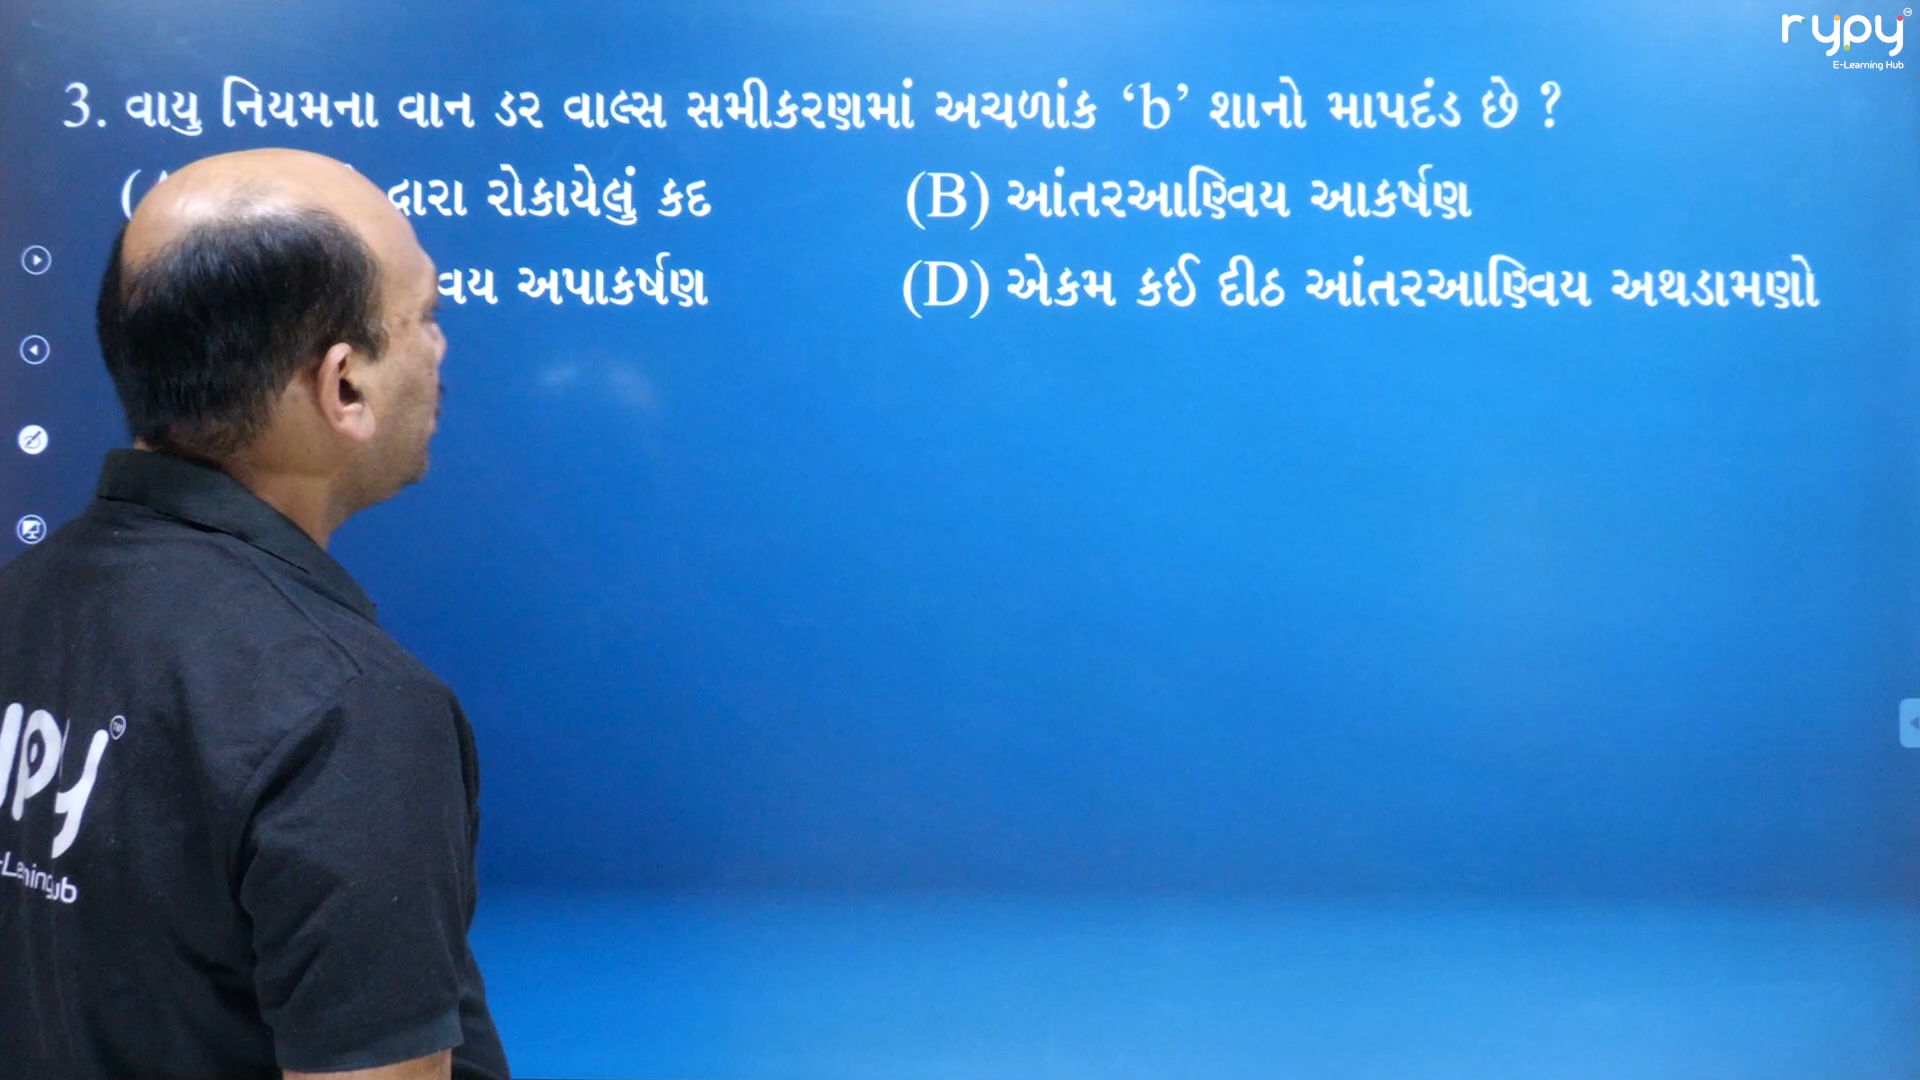 rypy
E-Learning Hub
3. વાયુ નિયમના વાન ડર વાલ્સ સમીકરણમાં અચળાંક ‘b’ શાનો માપદંડ છે ?
દ્વારા રોકાયેલું કદ
(B) આંતરઆણ્વિય આકર્ષણ
અપાકર્ષણ
(D) એકમ કઈ દીઠ આંતરઆણ્વિય અથડામણો